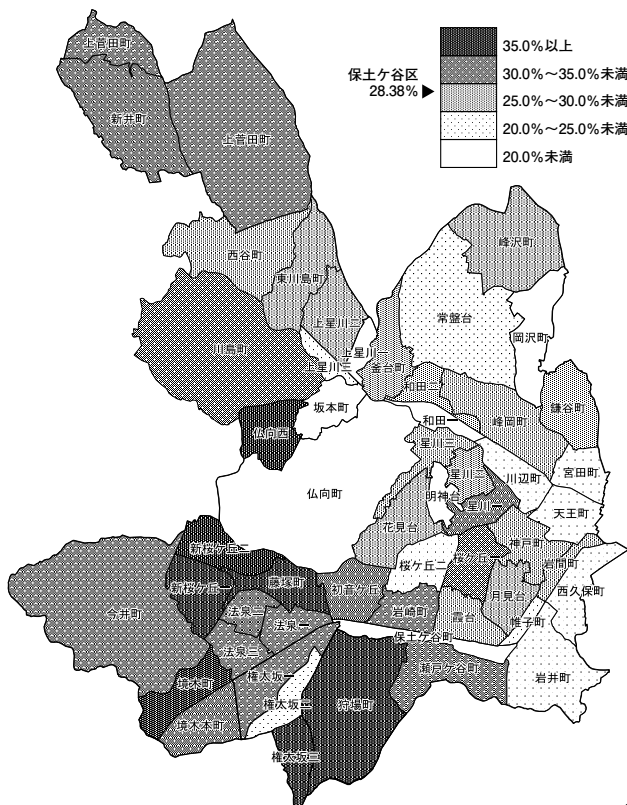 35.0%以上
30.0%～35.0%未満
25.0%～30.0%未満
20.0%～25.0%未満
20.0%未満
保土ケ谷区
28.38%
上菅田町
新井町
上菅田町
西谷町
東川島町
上星川二
上星川一
上星川三
川島町
坂本町
仏向西
峰沢町
常盤台
岡沢町
釜台町
和田二
和田一
峰岡町
鎌谷町
星川三
星川二
星川一
川辺町
宮田町
天王町
仏向町
明神台
花見台
桜ケ丘二
桜ケ丘一
神戸町
岩間町
西久保町
新桜ケ丘二
新桜ケ丘一
藤塚町
初音ケ丘
岩崎町
月見台
霞台
帷子町
今井町
法泉二
法泉一
法泉三
保土ケ谷町
瀬戸ケ谷町
岩井町
境木町
権太坂一
権太坂二
狩場町
境木本町
権太坂三